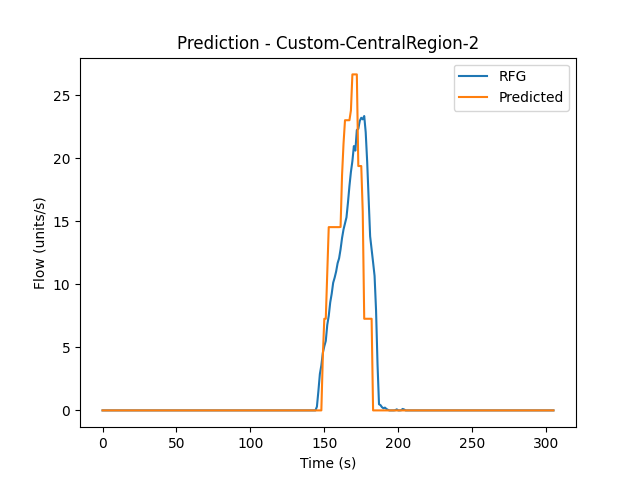 Prediction - Custom-CentralRegion-2
RFG
Predicted
Flow (units/s)
25
20
15
10
5
0
0 50 100 150 200 250 300
Time (s)